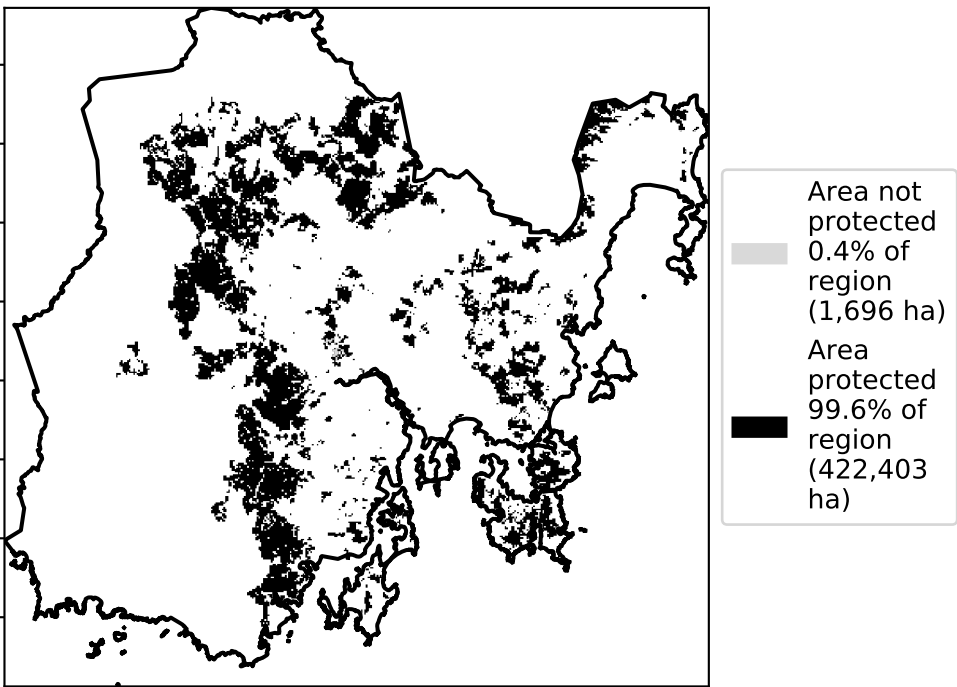 Area not
protected
0.4% of
region
(1,696 ha)
Area
protected
99.6% of
region
(422,403
ha)